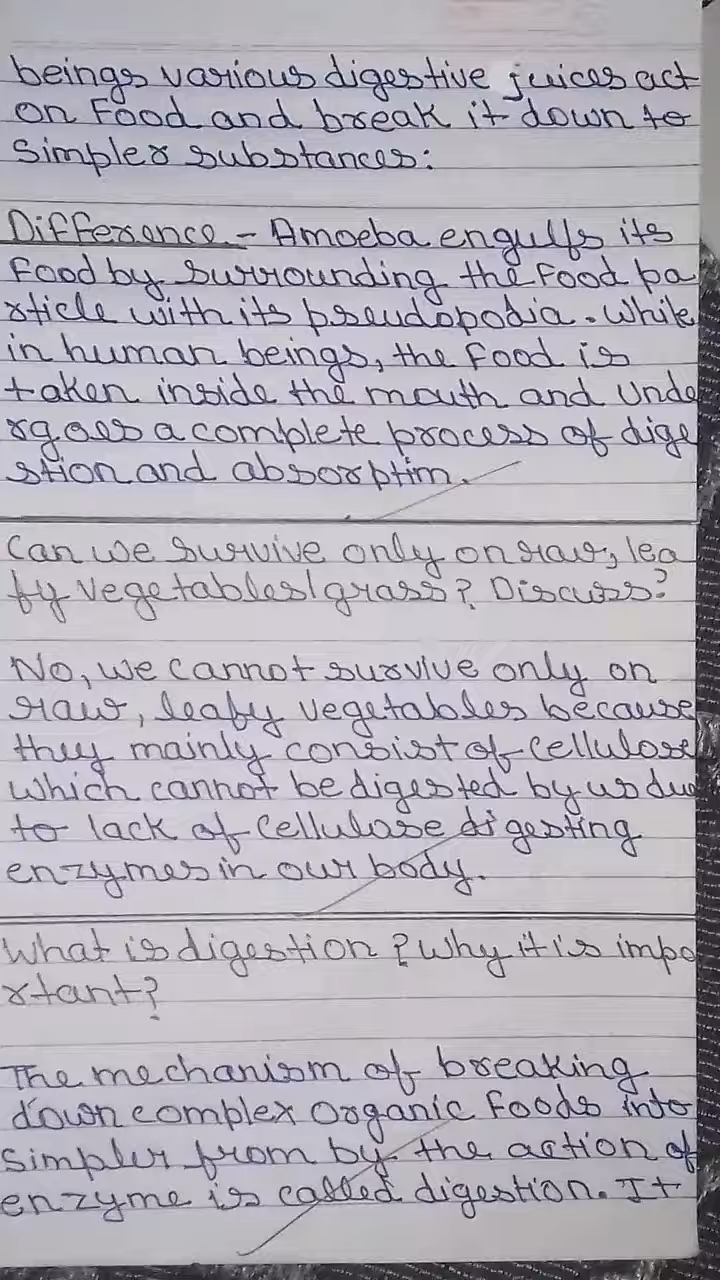 beings various digestive juices act
on Food and break it down to
simpler substances:
Difference - Amoeba engulfs its
Food by surrounding the Food pa
rticle with its pseudopodia. While
in human beings, the Food is
taken inside the mouth and unde
rgoes a complete process of dige
stion and absorptim.
Can we survive only on raw, lea
fy vegetables/grass? Discuss?
No, we cannot survive only on
raw, leafy vegetables because
they mainly consist of cellulose
which cannot be digested by us due
to lack of cellulose digesting
enzymes in our body.
What is digestion? Why it is impo
rtant?
The mechanism of breaking
down complex organic Foods into
simpler from by the action of
enzyme is called digestion. It